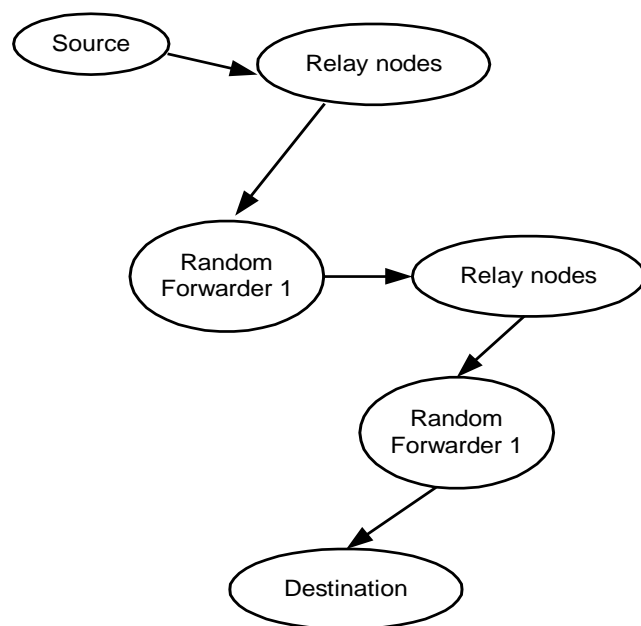 Source
Relay nodes
Random
Forwarder 1
Relay nodes
Random
Forwarder 1
Destination